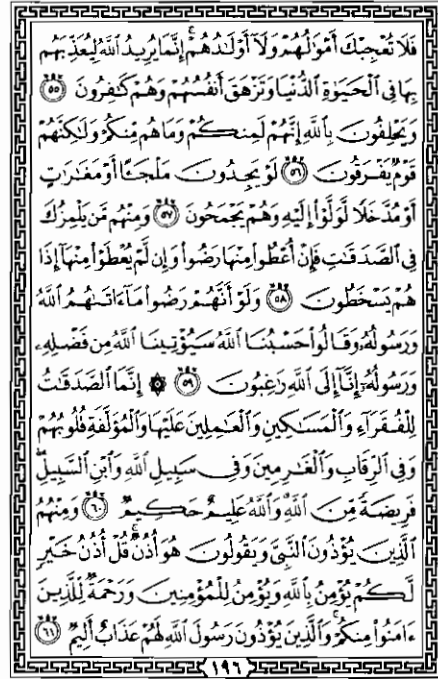 فَلَا تُعْجِبْكَ أَمْوَٰلُهُمْ وَلَآ أَوْلَٰدُهُمْ ۚ إِنَّمَا يُرِيدُ ٱللَّهُ لِيُعَذِّبَهُم
بِهَا فِى ٱلْحَيَوٰةِ ٱلدُّنْيَا وَتَزْهَقَ أَنفُسُهُمْ وَهُمْ كَٰفِرُونَ ٥٥
وَيَحْلِفُونَ بِٱللَّهِ إِنَّهُمْ لَمِنكُمْ وَمَا هُم مِّنكُمْ وَلَٰكِنَّهُمْ
قَوْمٌ يَفْرَقُونَ ٥٦ لَوْ يَجِدُونَ مَلْجَـًٔا أَوْ مَغَٰرَٰتٍ
أَوْ مُدَّخَلًا لَّوَلَّوْا۟ إِلَيْهِ وَهُمْ يَجْمَحُونَ ٥٧ وَمِنْهُم مَّن يَلْمِزُكَ
فِى ٱلصَّدَقَٰتِ فَإِنْ أُعْطُوا۟ مِنْهَا رَضُوا۟ وَإِن لَّمْ يُعْطَوْا۟ مِنْهَآ إِذَا
هُمْ يَسْخَطُونَ ٥٨ وَلَوْ أَنَّهُمْ رَضُوا۟ مَآ ءَاتَىٰهُمُ ٱللَّهُ
وَرَسُولُهُۥ وَقَالُوا۟ حَسْبُنَا ٱللَّهُ سَيُؤْتِينَا ٱللَّهُ مِن فَضْلِهِۦ
وَرَسُولُهُۥٓ إِنَّآ إِلَى ٱللَّهِ رَٰغِبُونَ ٥٩ ۞ إِنَّمَا ٱلصَّدَقَٰتُ
لِلْفُقَرَآءِ وَٱلْمَسَٰكِينِ وَٱلْعَٰمِلِينَ عَلَيْهَا وَٱلْمُؤَلَّفَةِ قُلُوبُهُمْ
وَفِى ٱلرِّقَابِ وَٱلْغَٰرِمِينَ وَفِى سَبِيلِ ٱللَّهِ وَٱبْنِ ٱلسَّبِيلِ ۖ
فَرِيضَةً مِّنَ ٱللَّهِ ۗ وَٱللَّهُ عَلِيمٌ حَكِيمٌ ٦٠ وَمِنْهُمُ
ٱلَّذِينَ يُؤْذُونَ ٱلنَّبِىَّ وَيَقُولُونَ هُوَ أُذُنٌ ۚ قُلْ أُذُنُ خَيْرٍ
لَّكُمْ يُؤْمِنُ بِٱللَّهِ وَيُؤْمِنُ لِلْمُؤْمِنِينَ وَرَحْمَةٌ لِّلَّذِينَ
ءَامَنُوا۟ مِنكُمْ ۚ وَٱلَّذِينَ يُؤْذُونَ رَسُولَ ٱللَّهِ لَهُمْ عَذَابٌ أَلِيمٌ ٦١
١٩٦